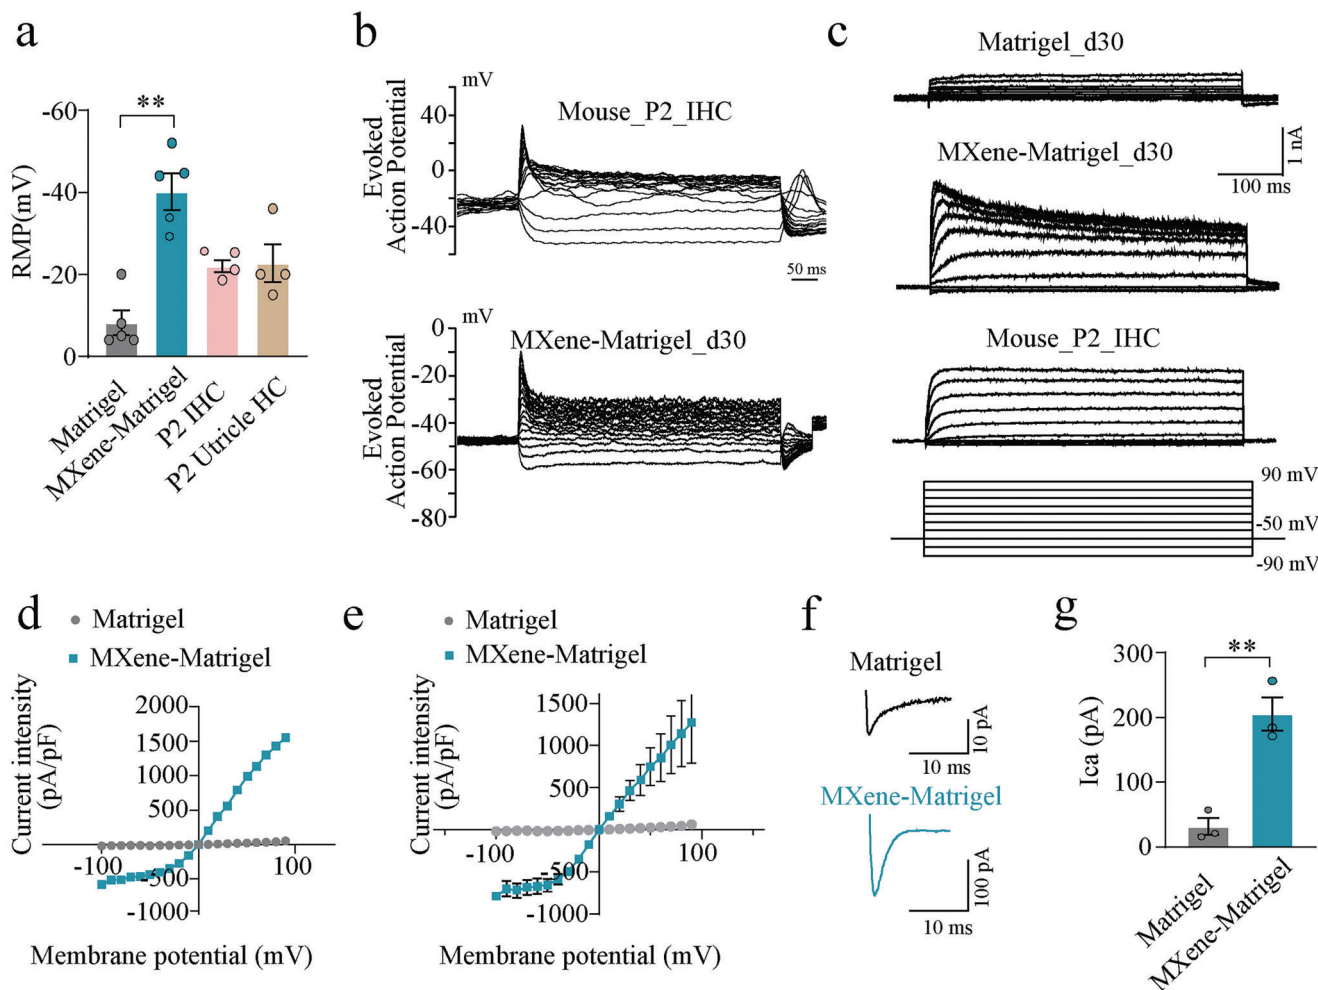 a
RMP(mV)
-60
-40
-20
0
**
Matrigel
MXene-Matrigel
P2 IHC
P2 Utricle HC
b
mV
Mouse_P2_IHC
Evoked
Action Potential
40
0
-40
50 ms
mV
MXene-Matrigel_d30
Evoked
Action Potential
0
-20
-40
-60
-80
c
Matrigel_d30
1 nA
100 ms
MXene-Matrigel_d30
Mouse_P2_IHC
90 mV
-50 mV
-90 mV
d
Matrigel
MXene-Matrigel
Current intensity
(pA/pF)
2000
1500
1000
500
-100
100
-500
-1000
Membrane potential (mV)
e
Matrigel
MXene-Matrigel
Current intensity
(pA/pF)
1500
1000
500
-100
100
-500
-1000
Membrane potential (mV)
f
Matrigel
10 pA
10 ms
MXene-Matrigel
100 pA
10 ms
g
Ica (pA)
300
200
100
0
**
Matrigel
MXene-Matrigel